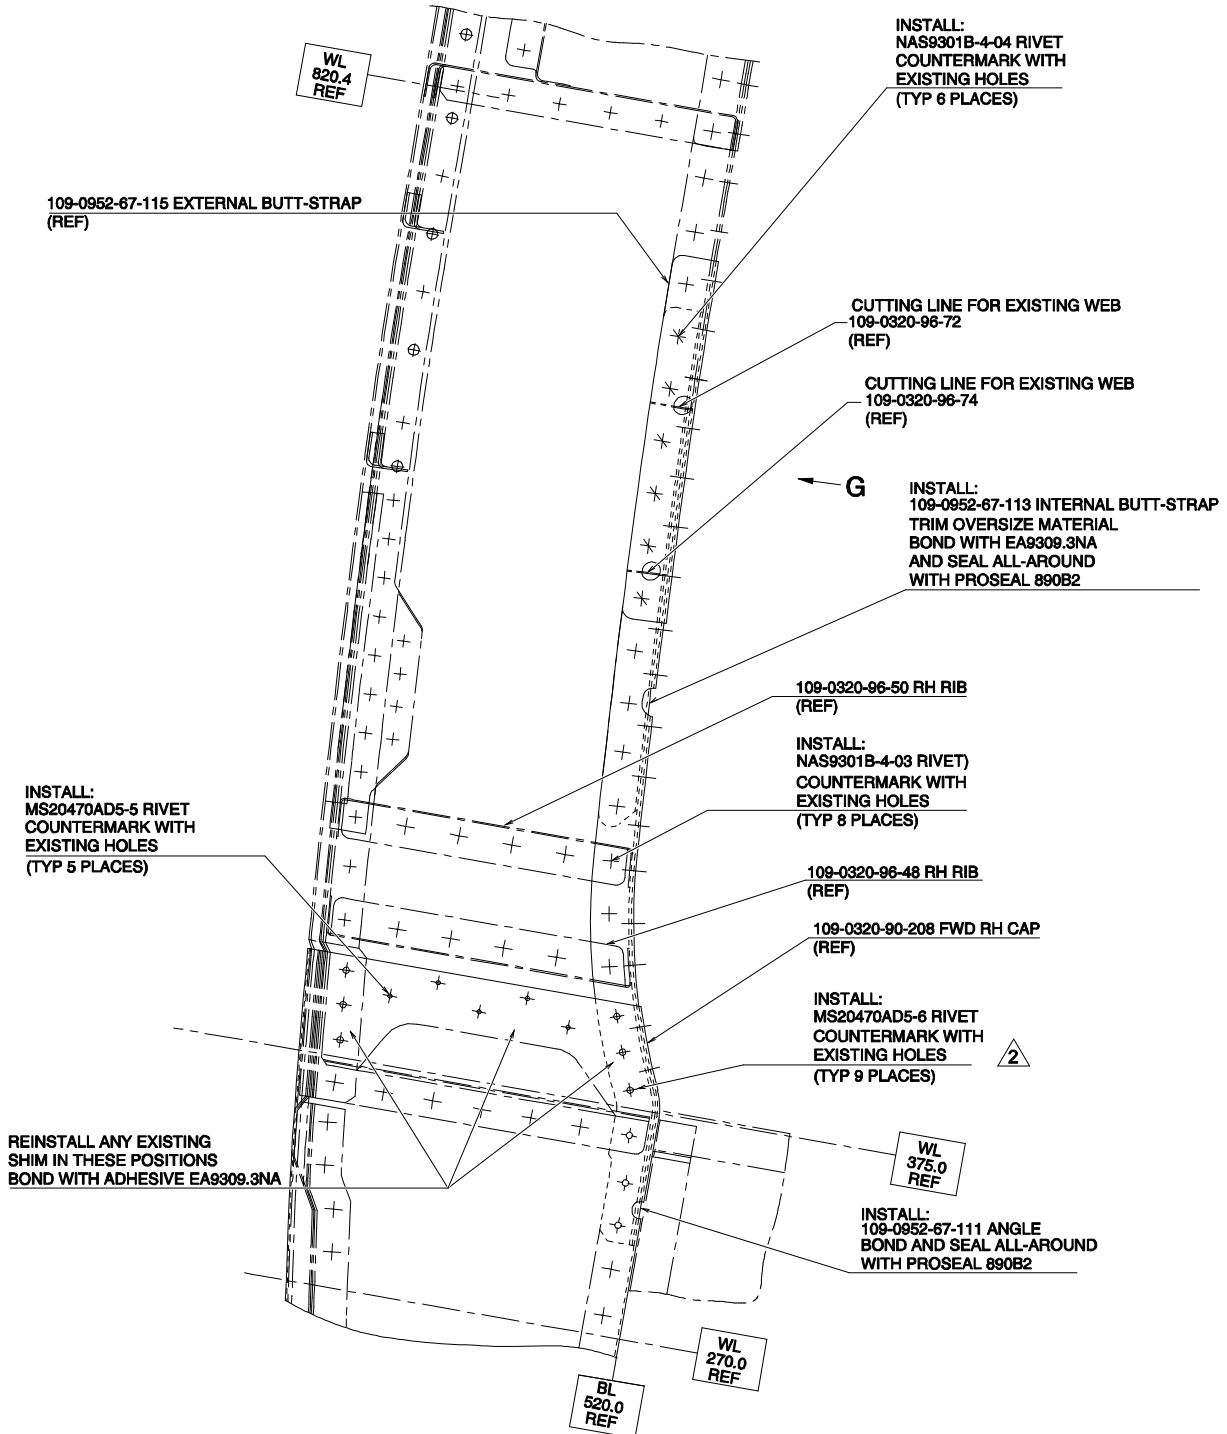 INSTALL:
NAS9301B-4-04 RIVET
COUNTERMARK WITH
EXISTING HOLES
(TYP 6 PLACES)
WL
820.4
REF
109-0952-67-115 EXTERNAL BUTT-STRAP
(REF)
CUTTING LINE FOR EXISTING WEB
109-0320-96-72
(REF)
CUTTING LINE FOR EXISTING WEB
109-0320-96-74
(REF)
G
INSTALL:
109-0952-67-113 INTERNAL BUTT-STRAP
TRIM OVERSIZE MATERIAL
BOND WITH EA9309.3NA
AND SEAL ALL-AROUND
WITH PROSEAL 890B2
109-0320-96-50 RH RIB
(REF)
INSTALL:
NAS9301B-4-03 RIVET)
COUNTERMARK WITH
EXISTING HOLES
(TYP 8 PLACES)
INSTALL:
MS20470AD5-5 RIVET
COUNTERMARK WITH
EXISTING HOLES
(TYP 5 PLACES)
109-0320-96-48 RH RIB
(REF)
109-0320-90-208 FWD RH CAP
(REF)
INSTALL:
MS20470AD5-6 RIVET
COUNTERMARK WITH
EXISTING HOLES
(TYP 9 PLACES)
2
REINSTALL ANY EXISTING
SHIM IN THESE POSITIONS
BOND WITH ADHESIVE EA9309.3NA
WL
375.0
REF
INSTALL:
109-0952-67-111 ANGLE
BOND AND SEAL ALL-AROUND
WITH PROSEAL 890B2
WL
270.0
REF
BL
520.0
REF